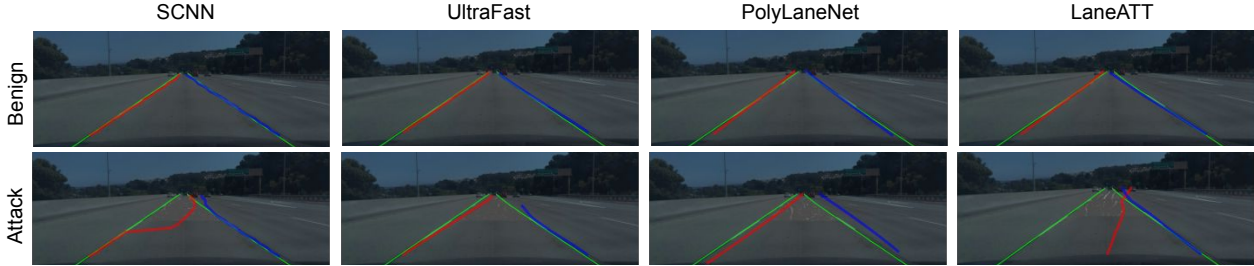 SCNN
UltraFast
PolyLaneNet
LaneATT
Benign
Attack